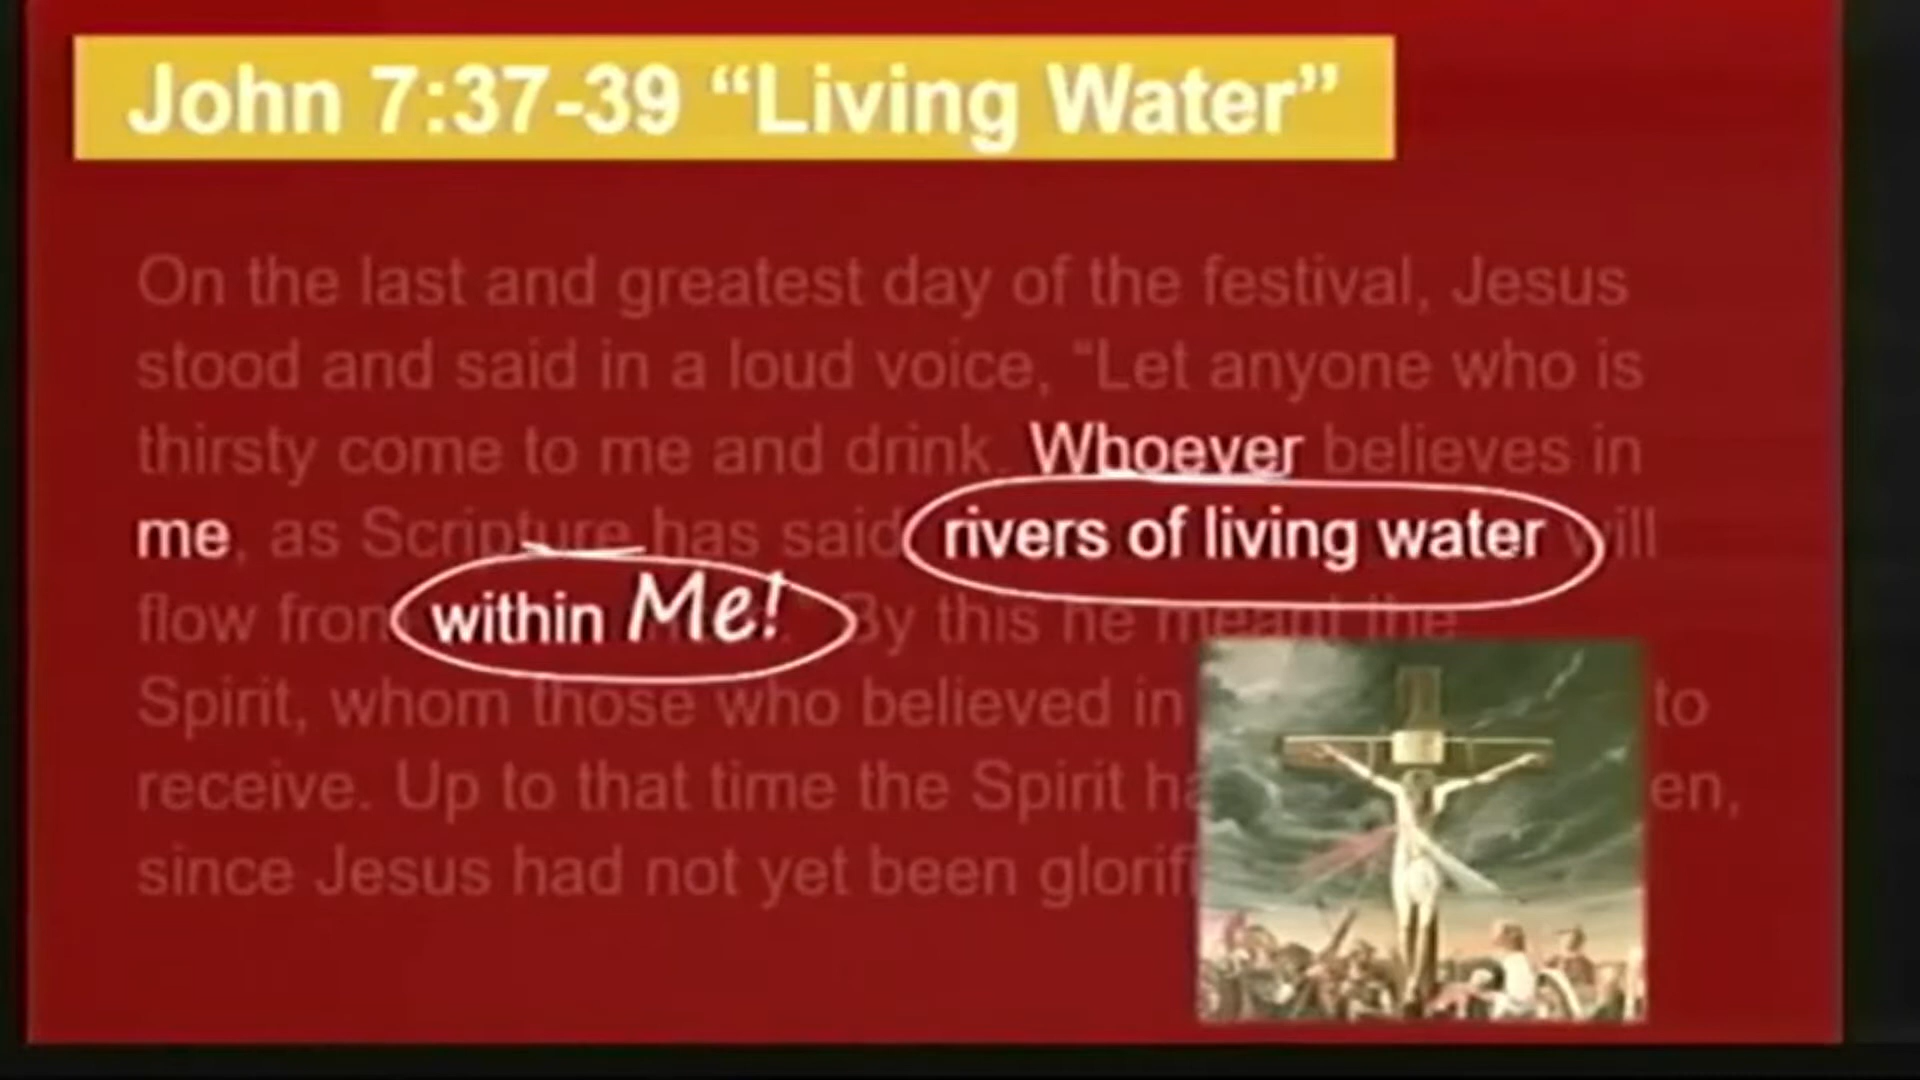 John 7:37-39 “Living Water”
On the last and greatest day of the festival, Jesus
stood and said in a loud voice, “Let anyone who is
thirsty come to me and drink. Whoever believes in
me, as Scripture has said rivers of living water will
flow from within Me!” By this he meant the
Spirit, whom those who believed in to
receive. Up to that time the Spirit
since Jesus had not yet been